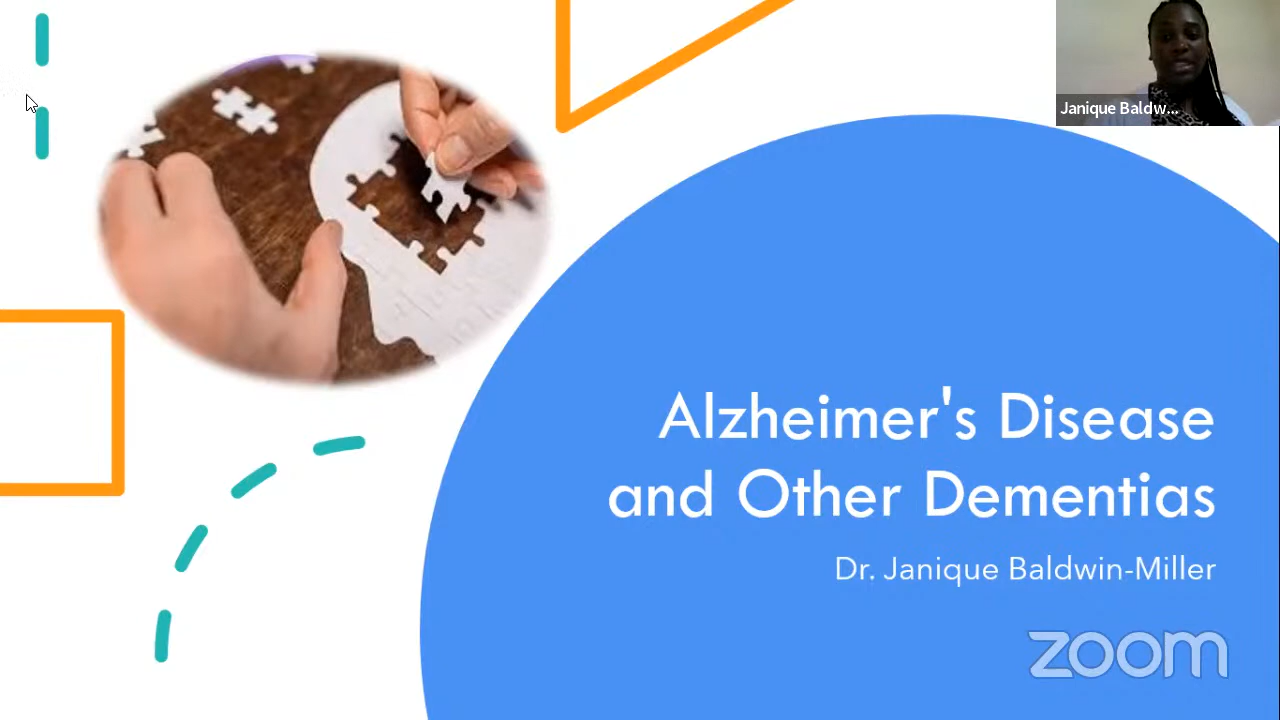 Janique Baldw...
Alzheimer's Disease
and Other Dementias
Dr. Janique Baldwin-Miller
zoom